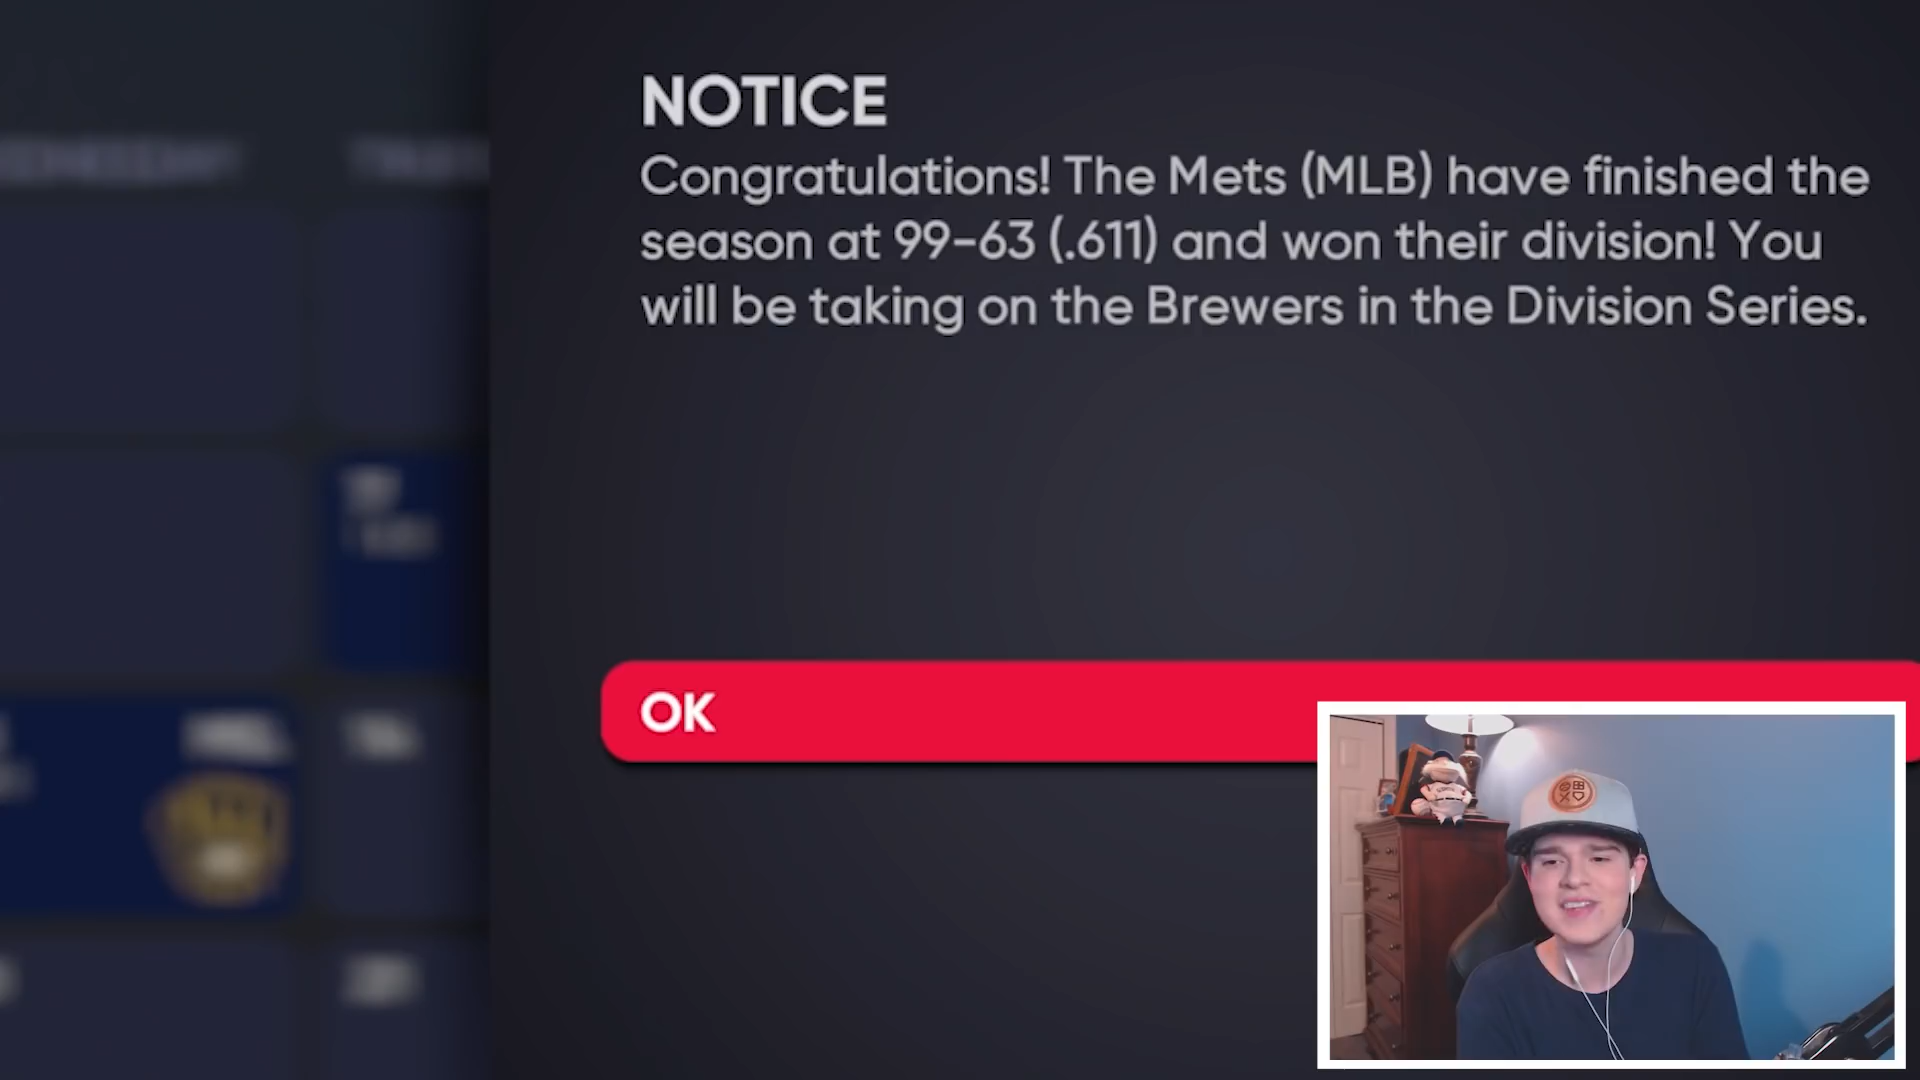 NOTICE
Congratulations! The Mets (MLB) have finished the
season at 99-63 (.611) and won their division! You
will be taking on the Brewers in the Division Series.
OK